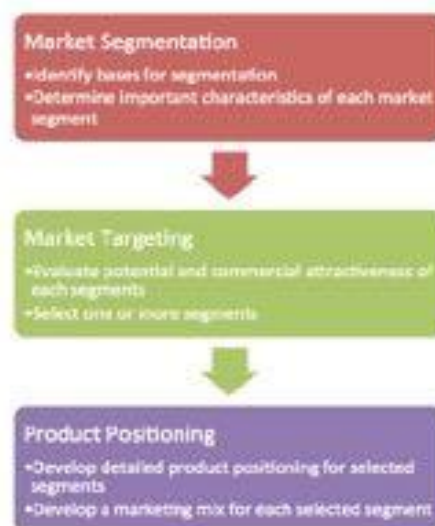 Market Segmentation
•Identify bases for segmentation
•Determine important characteristics of each market
segment
Market Targeting
•Evaluate potential and commercial attractiveness of
each segments
•Select one or more segments
Product Positioning
•Develop detailed product positioning for selected
segments
•Develop a marketing mix for each selected segment